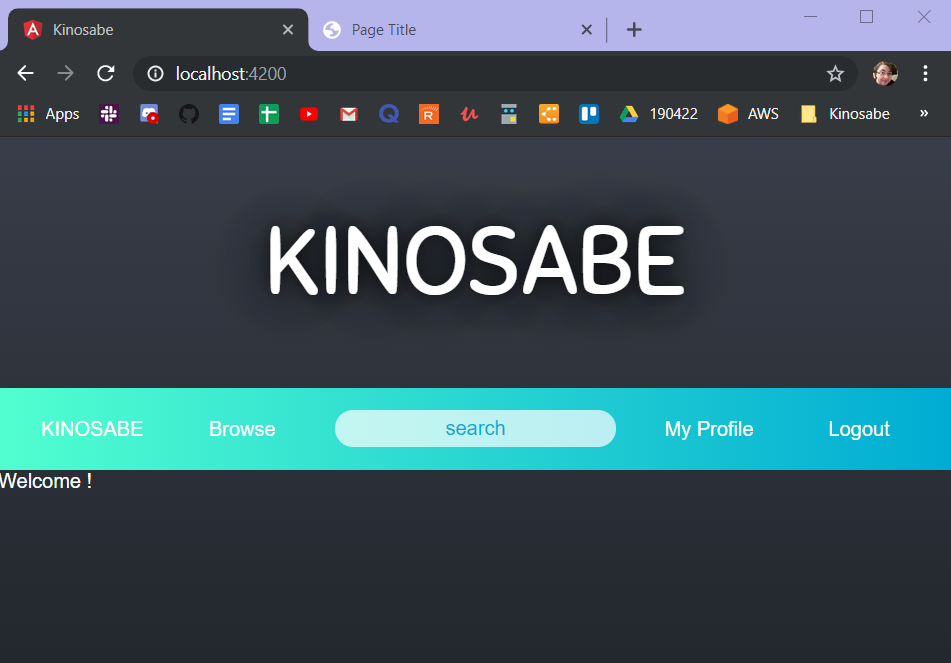 Kinosabe
Page Title
localhost:4200
Apps
R
190422
AWS
Kinosabe
»
KINOSABE
KINOSABE
Browse
search
My Profile
Logout
Welcome !